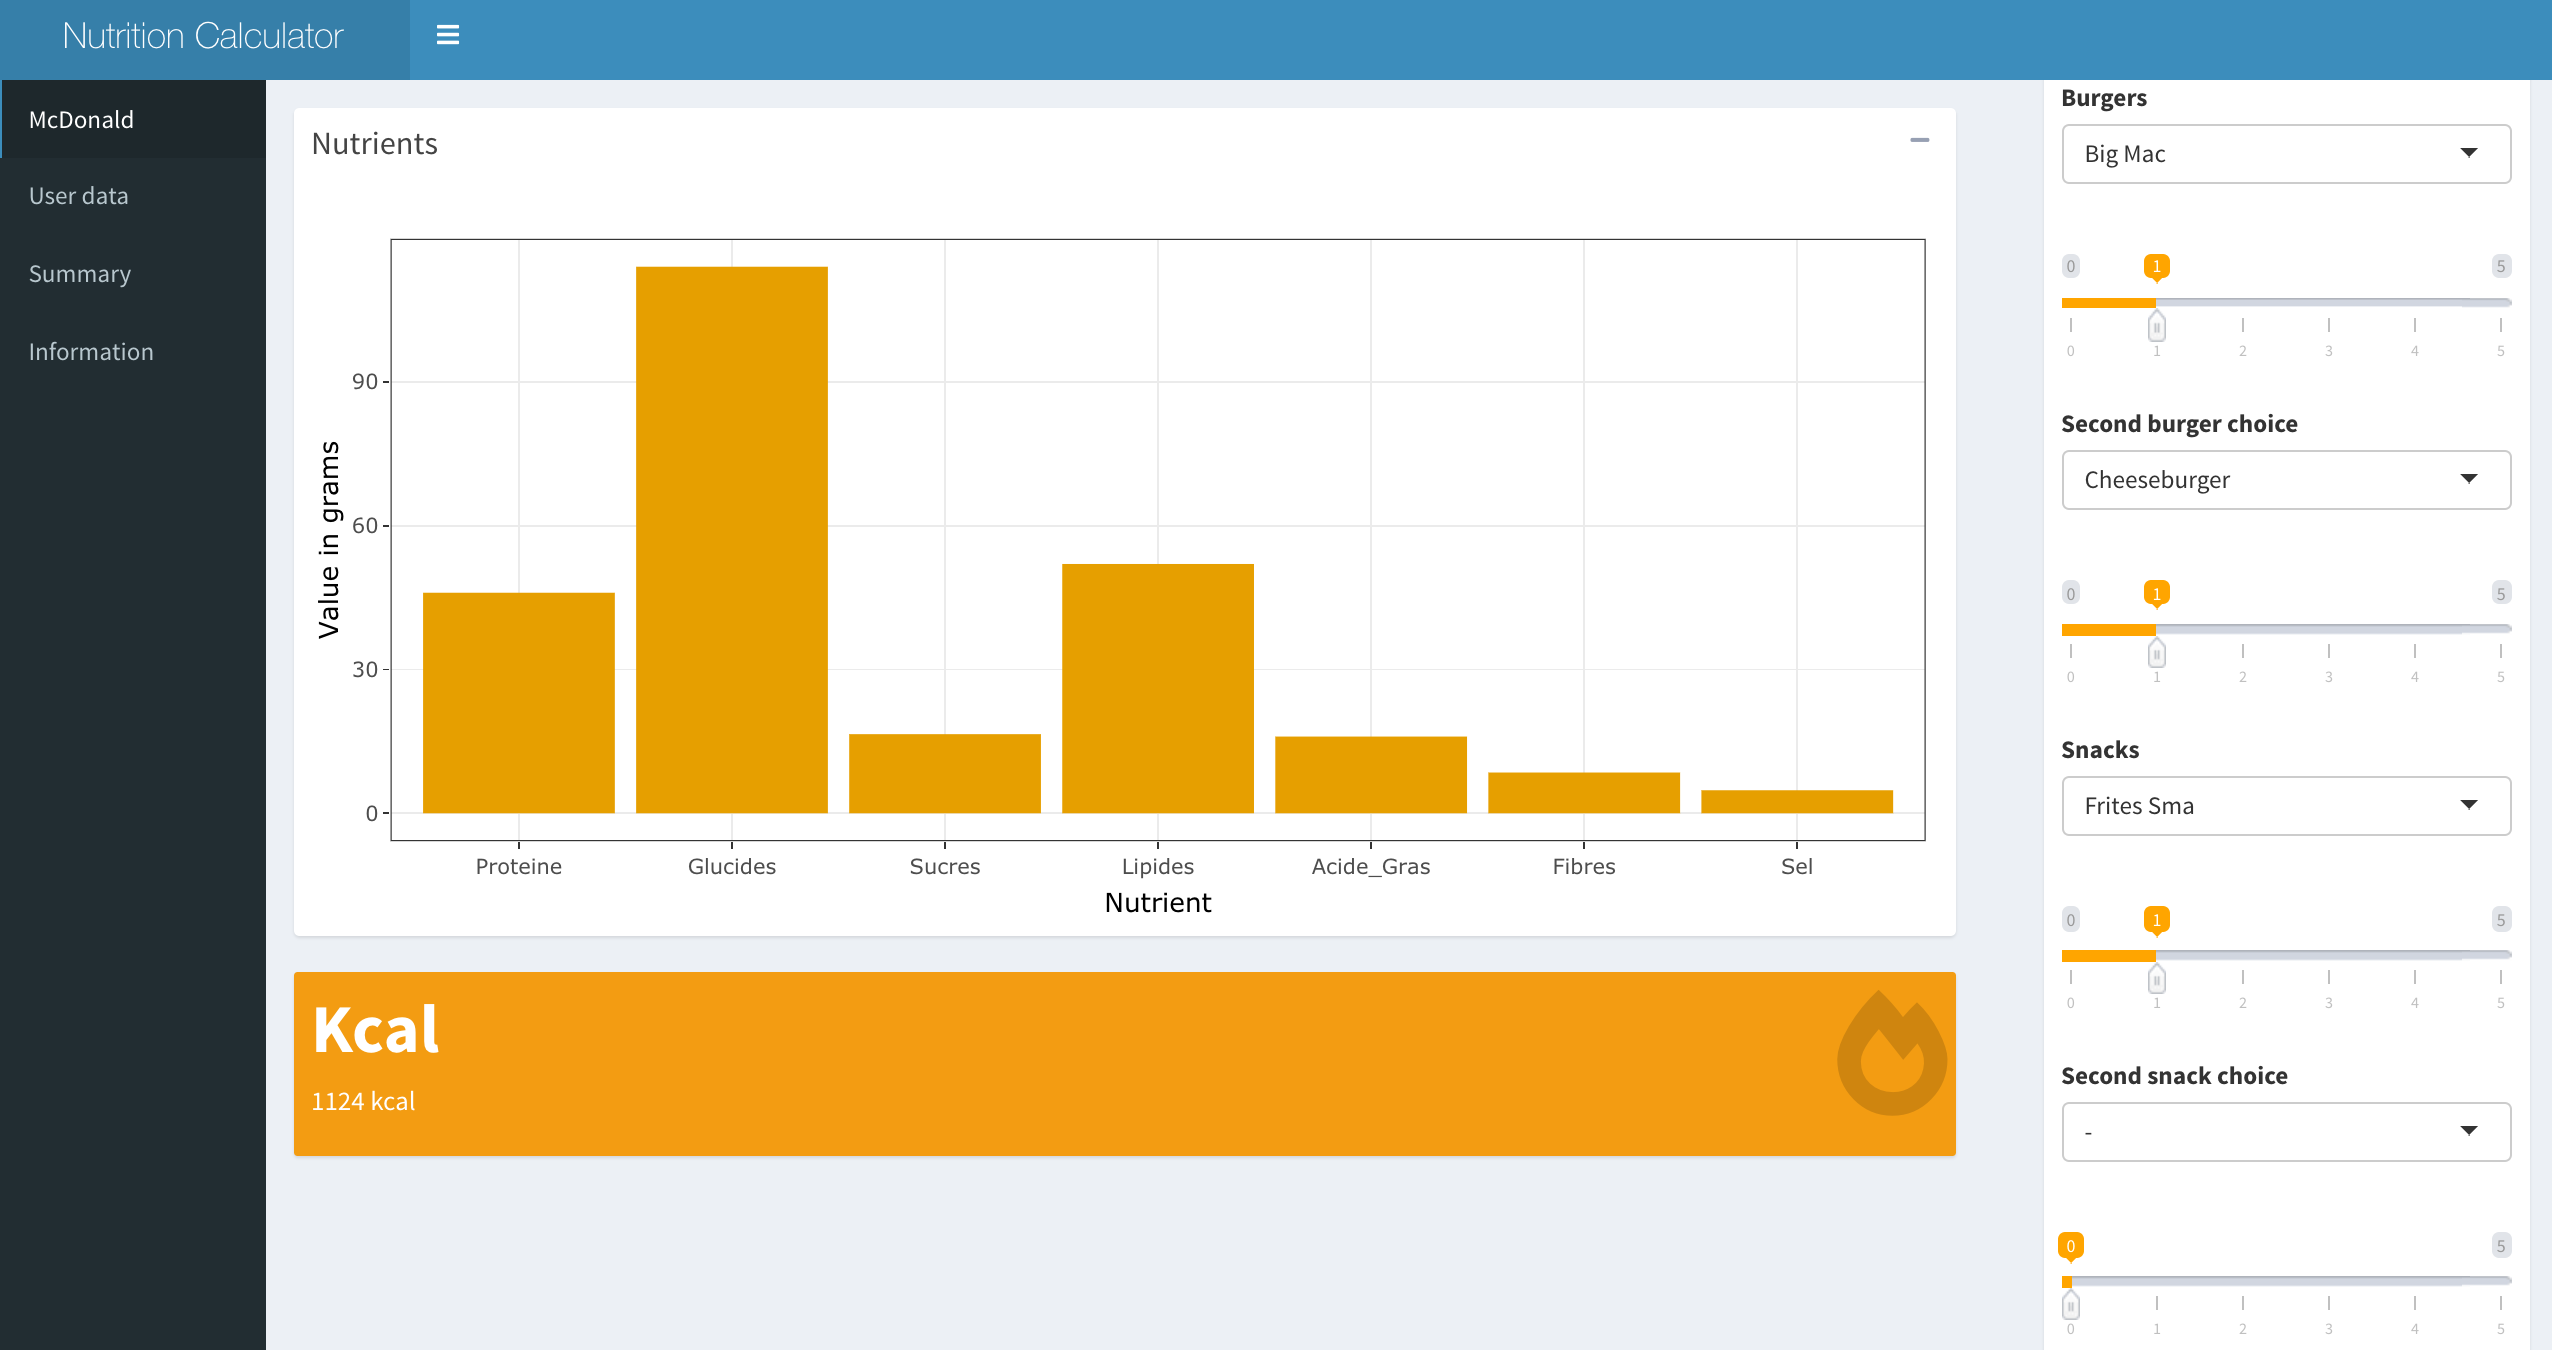 Nutrition Calculator
McDonald
User data
Summary
Information
Nutrients
Value in grams
90
60
30
0
Proteine Glucides Sucres Lipides Acide_Gras Fibres Sel
Nutrient
Kcal
1124 kcal
Burgers
Big Mac
0 1 5
0 1 2 3 4 5
Second burger choice
Cheeseburger
0 1 5
0 1 2 3 4 5
Snacks
Frites Sma
0 1 5
0 1 2 3 4 5
Second snack choice
-
0 5
0 1 2 3 4 5